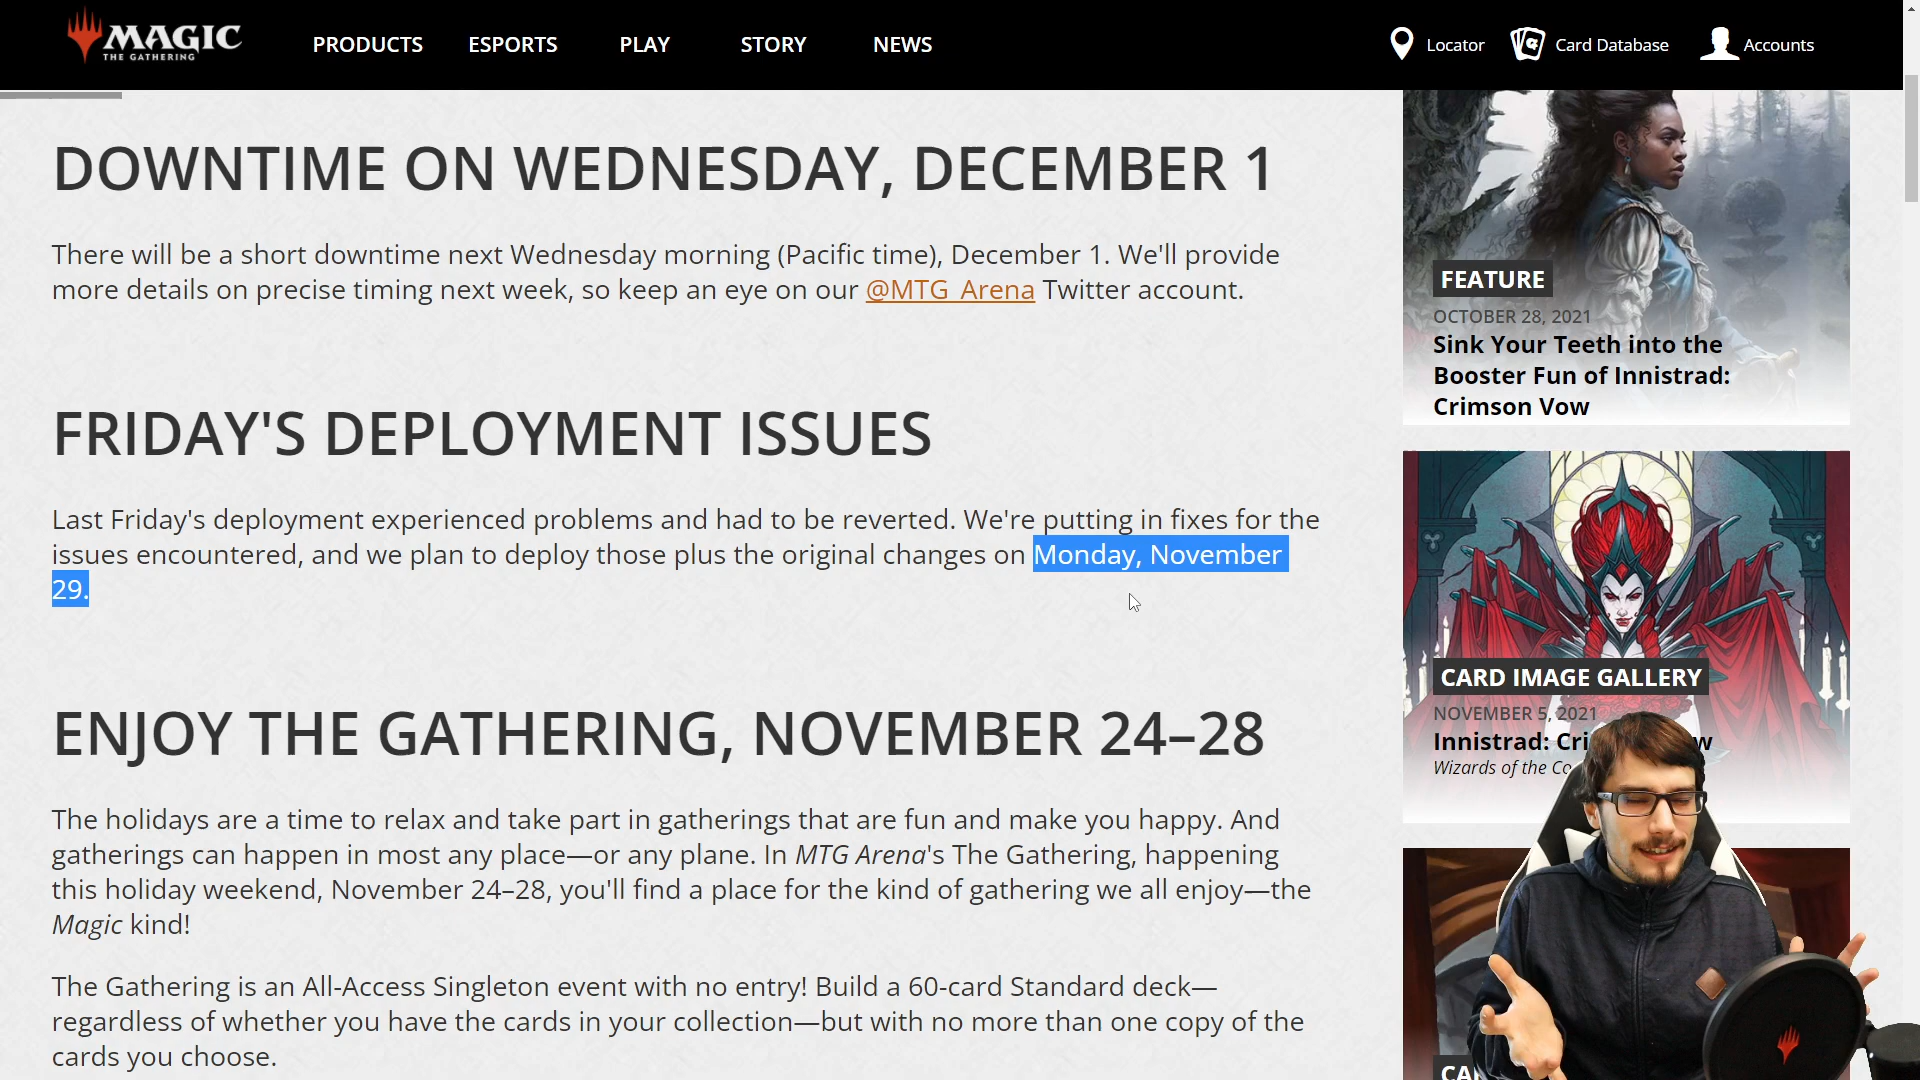 MAGIC
THE GATHERING
PRODUCTS
ESPORTS
PLAY
STORY
NEWS
Locator
Card Database
Accounts
DOWNTIME ON WEDNESDAY, DECEMBER 1
There will be a short downtime next Wednesday morning (Pacific time), December 1. We'll provide
more details on precise timing next week, so keep an eye on our @MTG_Arena Twitter account.
FRIDAY'S DEPLOYMENT ISSUES
Last Friday's deployment experienced problems and had to be reverted. We're putting in fixes for the
issues encountered, and we plan to deploy those plus the original changes on Monday, November
29.
ENJOY THE GATHERING, NOVEMBER 24–28
The holidays are a time to relax and take part in gatherings that are fun and make you happy. And
gatherings can happen in most any place—or any plane. In MTG Arena's The Gathering, happening
this holiday weekend, November 24–28, you'll find a place for the kind of gathering we all enjoy—the
Magic kind!
The Gathering is an All-Access Singleton event with no entry! Build a 60-card Standard deck—
regardless of whether you have the cards in your collection—but with no more than one copy of the
cards you choose.
FEATURE
OCTOBER 28, 2021
Sink Your Teeth into the
Booster Fun of Innistrad:
Crimson Vow
CARD IMAGE GALLERY
NOVEMBER 5, 2021
Innistrad:
Wizards of the